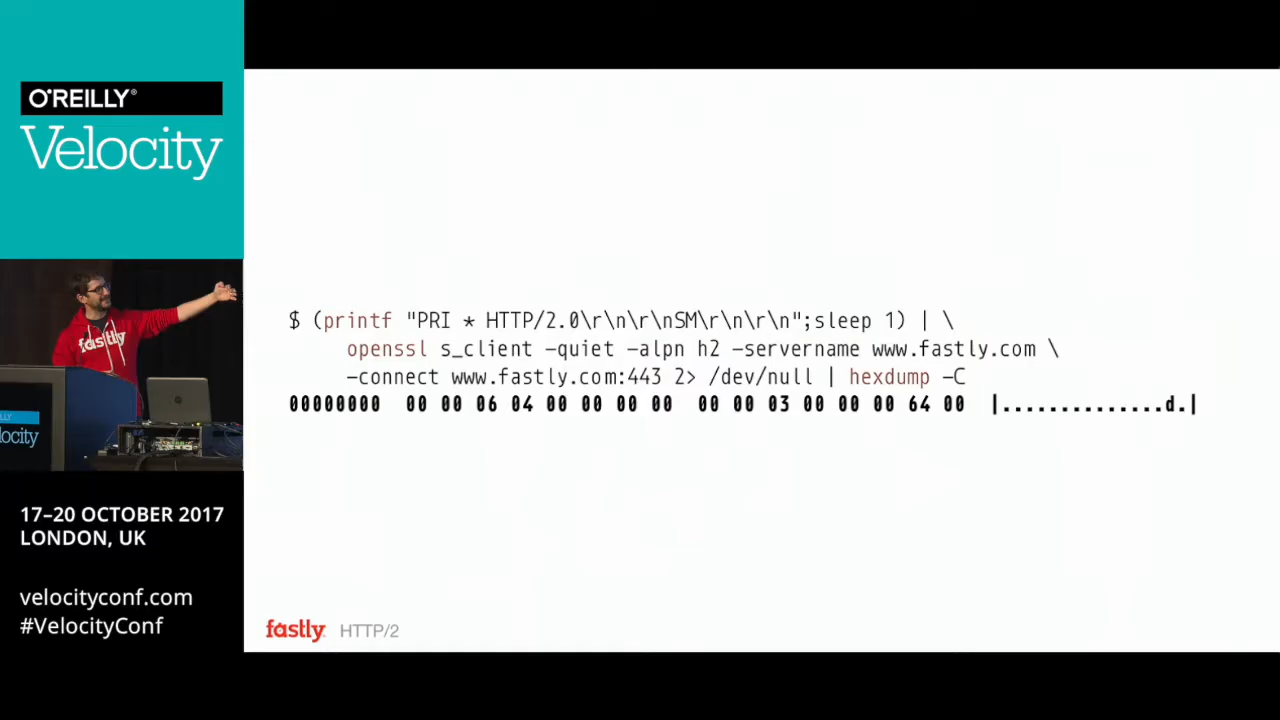 O'REILLY®
Velocity
$ (printf "PRI * HTTP/2.0\r\n\r\nSM\r\n\r\n";sleep 1) | \
openssl s_client -quiet -alpn h2 -servername www.fastly.com \
-connect www.fastly.com:443 2> /dev/null | hexdump -C
00000000 00 00 06 04 00 00 00 00 00 00 03 00 00 00 64 00 |..............d.|
fastly
Velocity
17–20 OCTOBER 2017
LONDON, UK
velocityconf.com
#VelocityConf
fastly HTTP/2